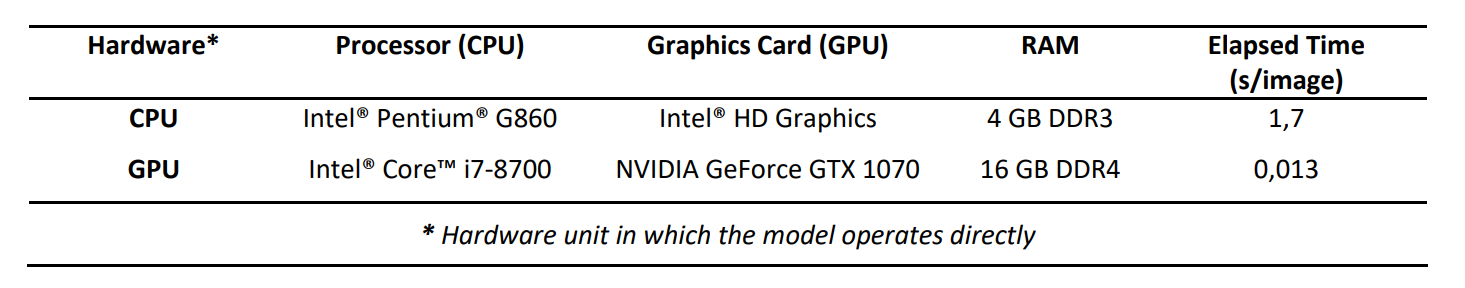 Hardware* Processor (CPU) Graphics Card (GPU) RAM Elapsed Time
(s/image)
CPU Intel® Pentium® G860 Intel® HD Graphics 4 GB DDR3 1,7
GPU Intel® Core™ i7-8700 NVIDIA GeForce GTX 1070 16 GB DDR4 0,013
* Hardware unit in which the model operates directly